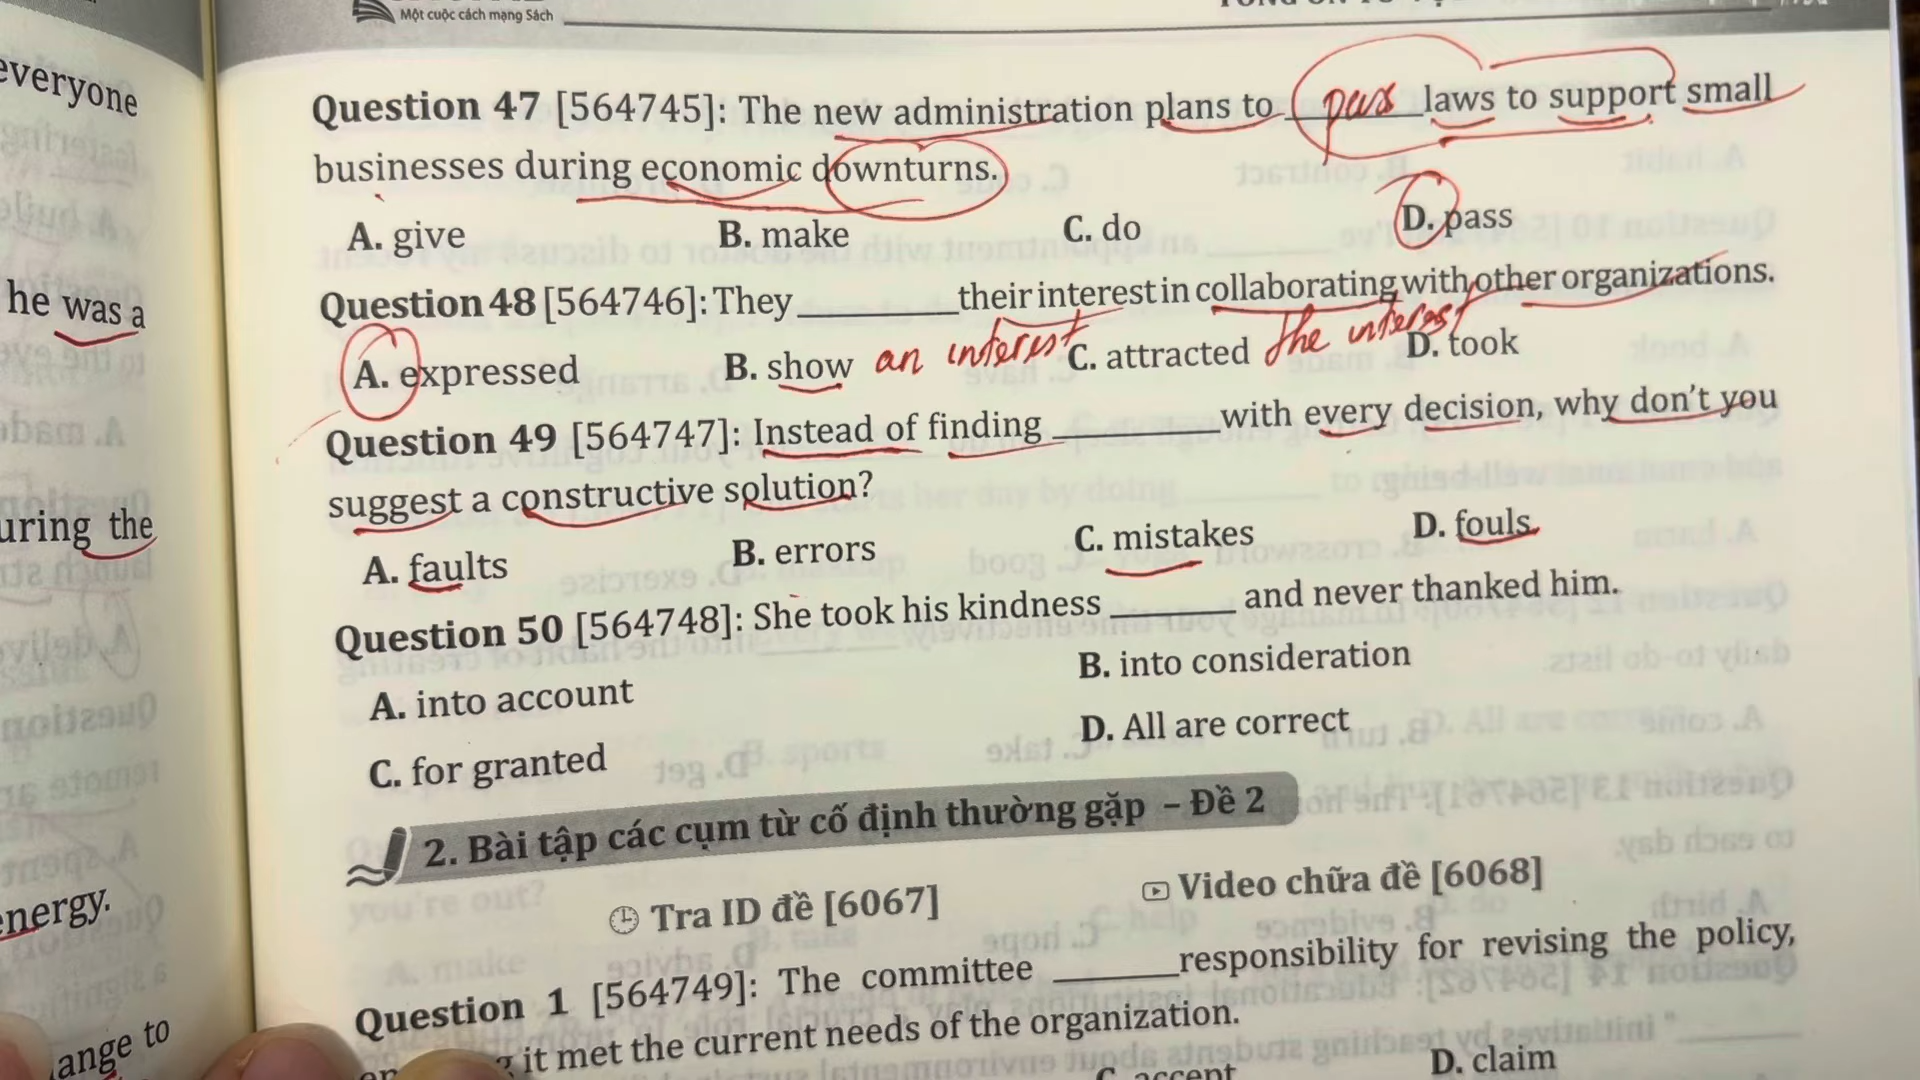 Một cuộc cách mạng Sách
everyone
he was a
uring the
energy.
ange to
Question 47 [564745]: The new administration plans to pass laws to support small
businesses during economic downturns.
A. give B. make C. do D. pass
Question 48 [564746]: They ______ their interest in collaborating with other organizations.
A. expressed B. show an interest C. attracted the interest D. took
Question 49 [564747]: Instead of finding ______ with every decision, why don't you
suggest a constructive solution?
A. faults B. errors C. mistakes D. fouls
Question 50 [564748]: She took his kindness ______ and never thanked him.
A. into account B. into consideration
C. for granted D. All are correct
2. Bài tập các cụm từ cố định thường gặp – Đề 2
Tra ID đề [6067] Video chữa đề [6068]
Question 1 [564749]: The committee ______ responsibility for revising the policy,
it met the current needs of the organization.
C. accept D. claim